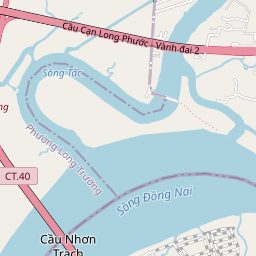 Cầu Cạn Long Phước - Vành đai 2
Sông Tắc
Phường Long Trường
CT.40
Sông Đồng Nai
Cầu Nhơn
Trạch